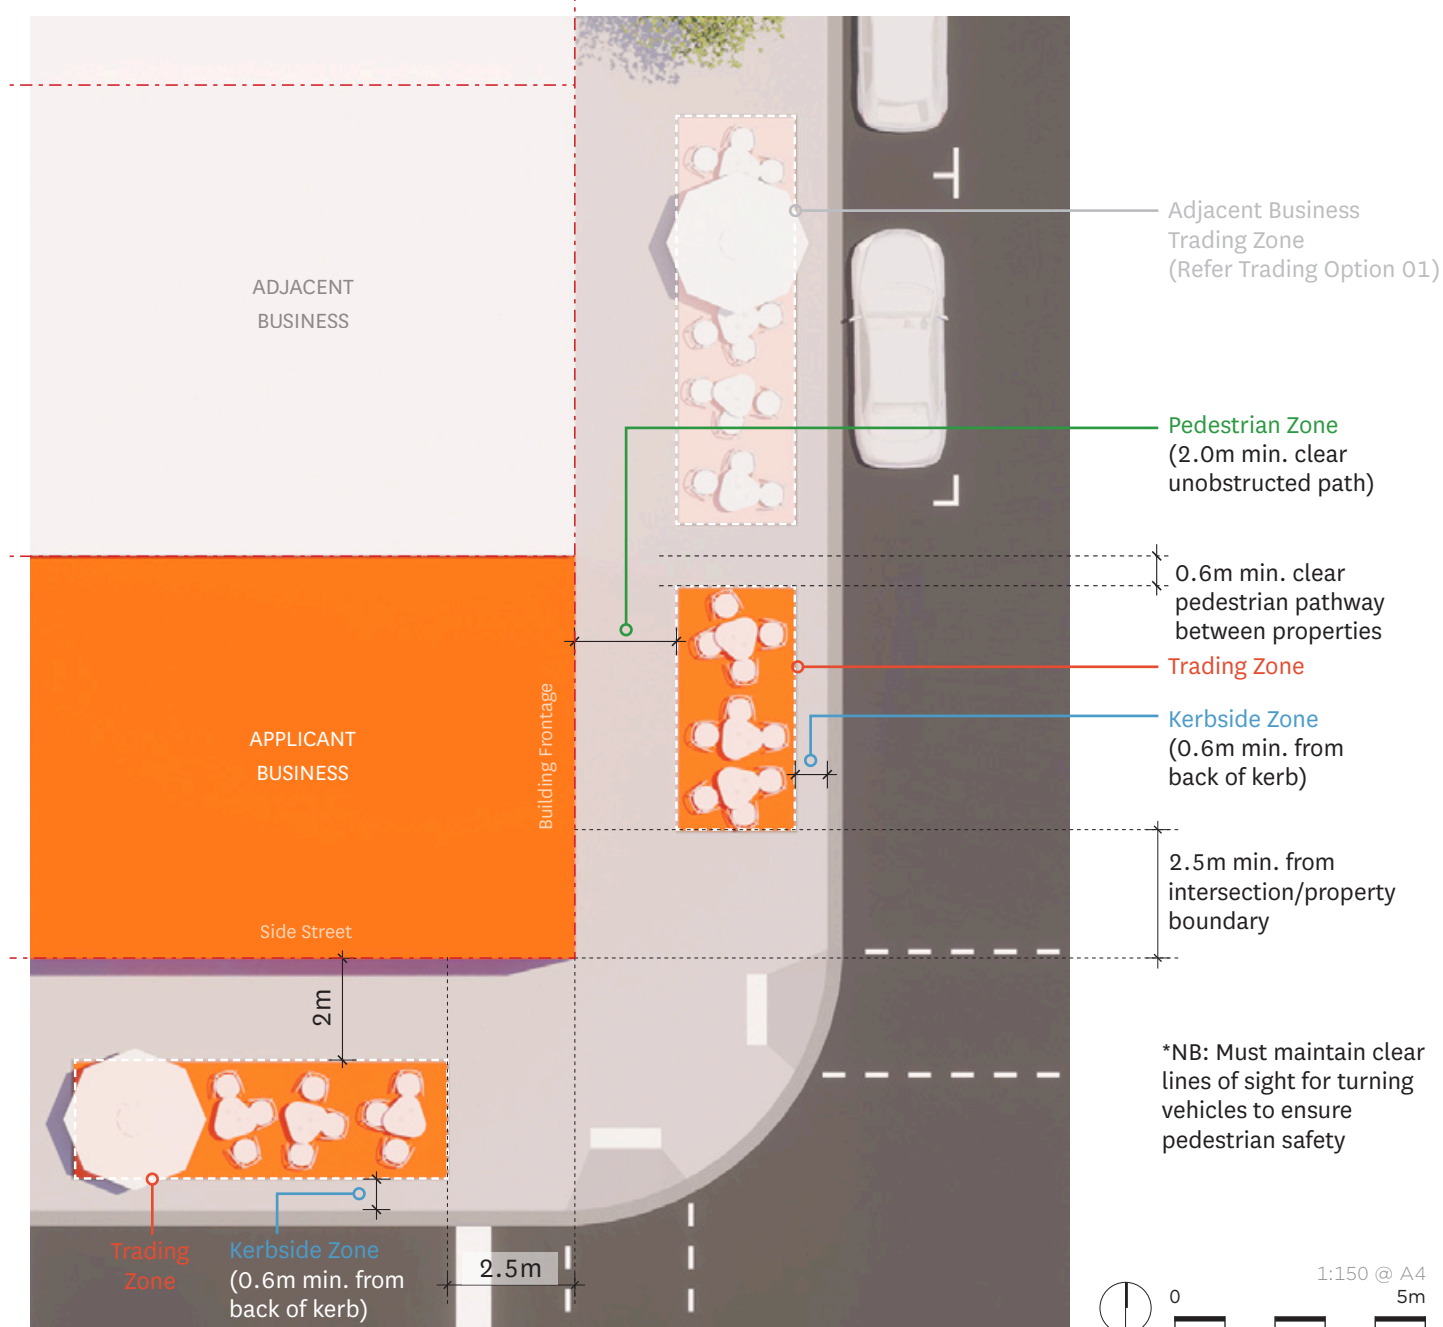 ADJACENT
BUSINESS
Adjacent Business
Trading Zone
(Refer Trading Option 01)
Pedestrian Zone
(2.0m min. clear
unobstructed path)
0.6m min. clear
pedestrian pathway
between properties
Trading Zone
Kerbside Zone
(0.6m min. from
back of kerb)
APPLICANT
BUSINESS
Building Frontage
Side Street
2.5m min. from
intersection/property
boundary
2m
*NB: Must maintain clear
lines of sight for turning
vehicles to ensure
pedestrian safety
Trading
Zone
Kerbside Zone
(0.6m min. from
back of kerb)
2.5m
1:150 @ A4
0
5m